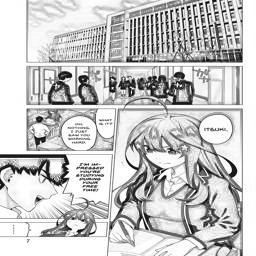 ITSUKI.
WHAT
IS IT?
UH,
NOTHING.
I JUST
SAW YOU
WORKING
HARD.
I'M IM-
PRESSED
YOU'RE
STUDYING
DURING
YOUR
FREE
TIME!
......
7